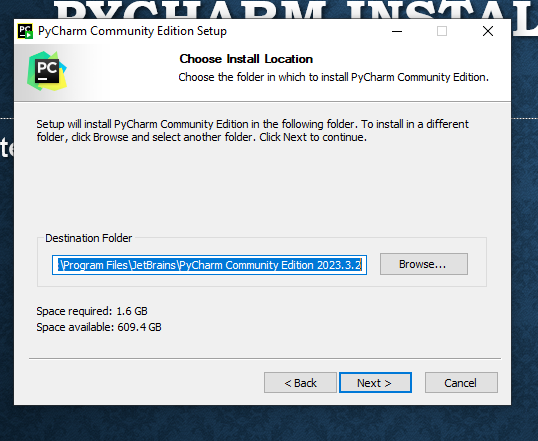 PYCHARM INSTAL
PyCharm Community Edition Setup
PC
Choose Install Location
Choose the folder in which to install PyCharm Community Edition.
Setup will install PyCharm Community Edition in the following folder. To install in a different
folder, click Browse and select another folder. Click Next to continue.
te
Destination Folder
:\Program Files\JetBrains\PyCharm Community Edition 2023.3.2
Browse...
Space required: 1.6 GB
Space available: 609.4 GB
< Back
Next >
Cancel